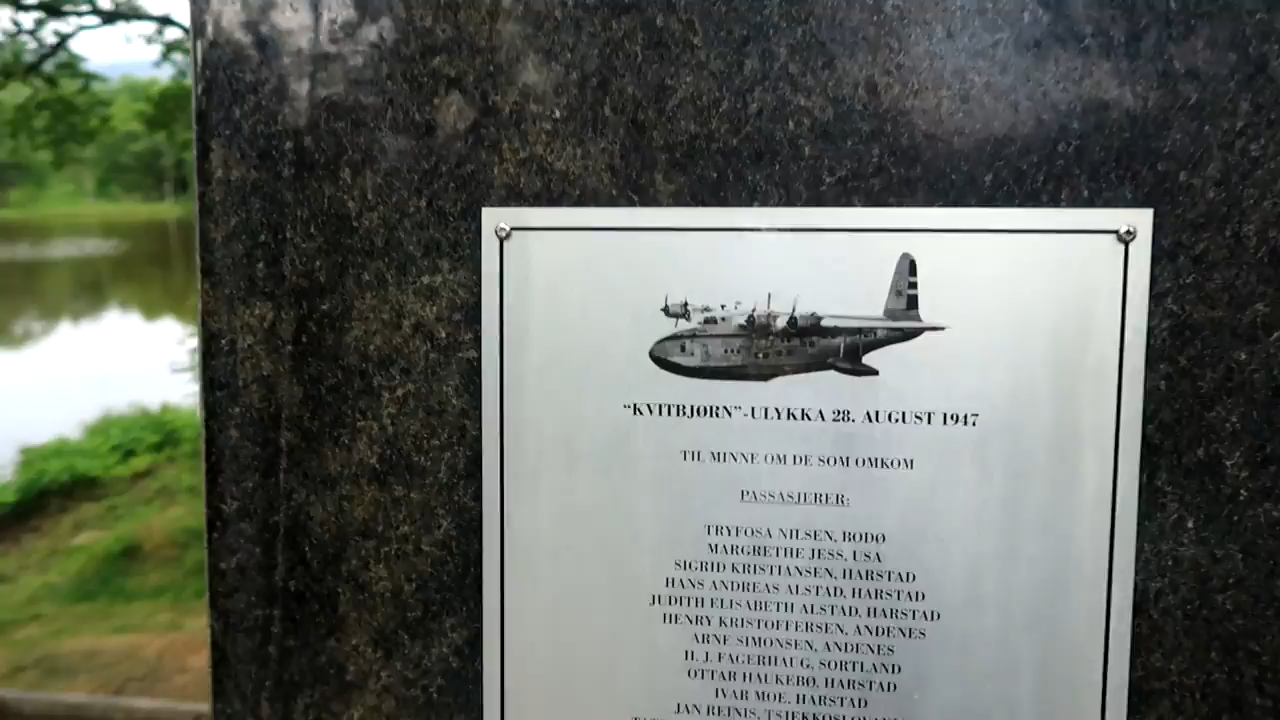 "KVITBJØRN"-ULYKKA 28. AUGUST 1947
TIL MINNE OM DE SOM OMKOM
PASSASJERER:
TRYFOSA NILSEN, BODØ
MARGRETHE JESS, USA
SIGRID KRISTIANSEN, HARSTAD
HANS ANDREAS ALSTAD, HARSTAD
JUDITH ELISABETH ALSTAD, HARSTAD
HENRY KRISTOFFERSEN, ANDENES
ARNE SIMONSEN, ANDENES
H. J. FAGERHAUG, SORTLAND
OTTAR HAUKEBØ, HARSTAD
IVAR MOE, HARSTAD
JAN REINIS,